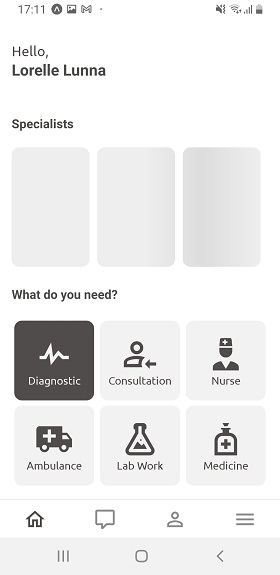 17:11
Hello,
Lorelle Lunna
Specialists
What do you need?
Diagnostic
Consultation
Nurse
Ambulance
Lab Work
Medicine